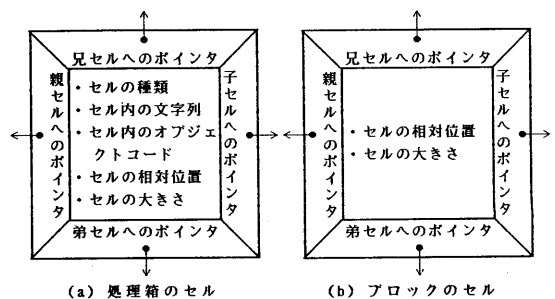 兄セルへのポインタ
親セルへのポインタ
・セルの種類
・セル内の文字列
・セル内のオブジェ
クトコード
・セルの相対位置
・セルの大きさ
子セルへのポインタ
弟セルへのポインタ
(a) 処理箱のセル
兄セルへのポインタ
親セルへのポインタ
・セルの相対位置
・セルの大きさ
子セルへのポインタ
弟セルへのポインタ
(b) ブロックのセル